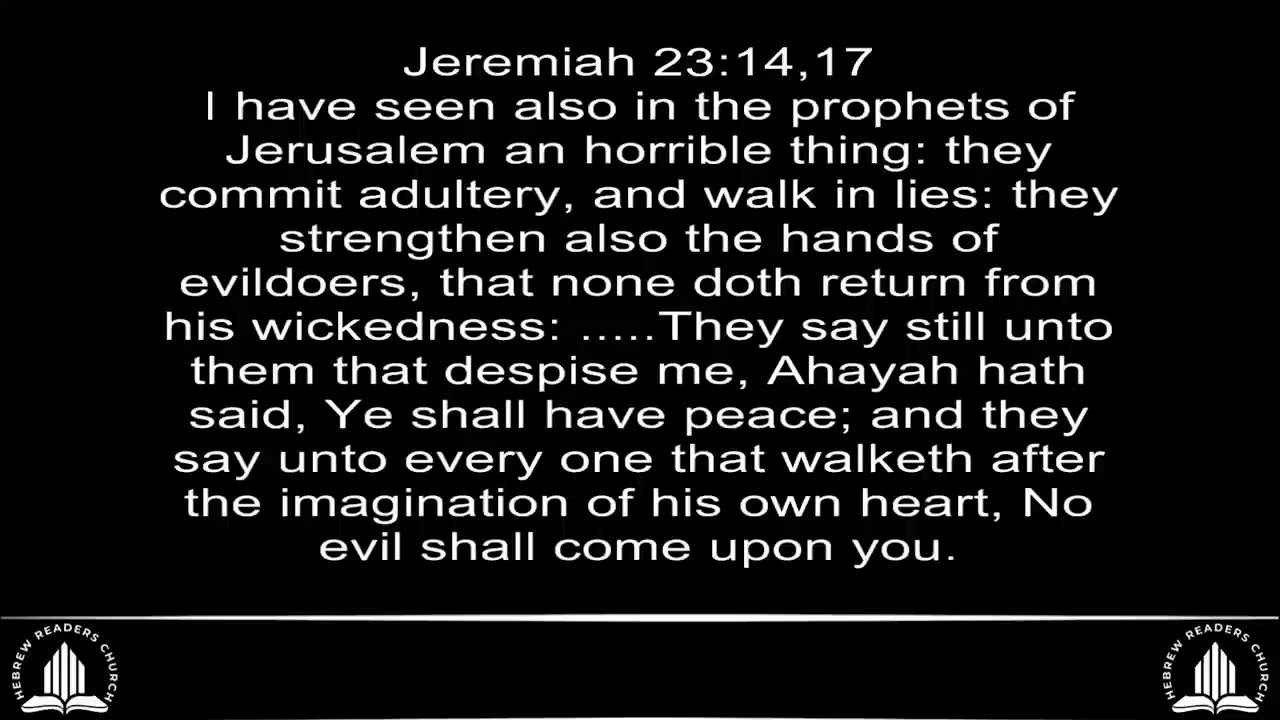 Jeremiah 23:14,17
I have seen also in the prophets of
Jerusalem an horrible thing: they
commit adultery, and walk in lies: they
strengthen also the hands of
evildoers, that none doth return from
his wickedness: .....They say still unto
them that despise me, Ahayah hath
said, Ye shall have peace; and they
say unto every one that walketh after
the imagination of his own heart, No
evil shall come upon you.
HEBREW READERS CHURCH
HEBREW READERS CHURCH